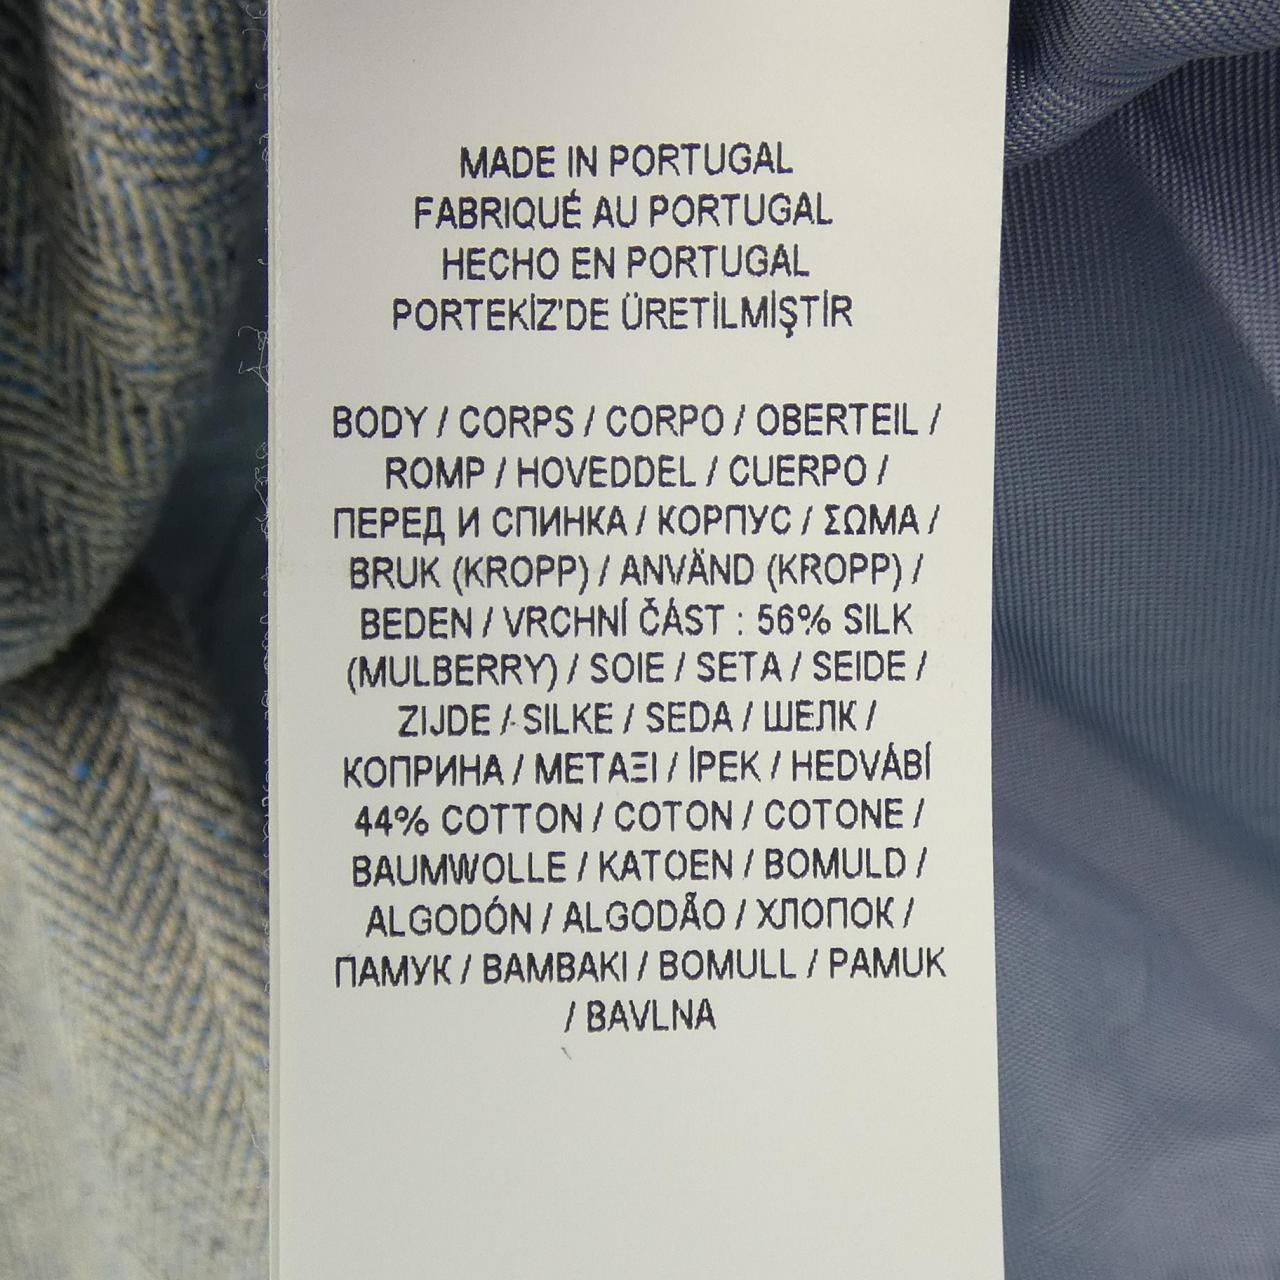 MADE IN PORTUGAL
FABRIQUÉ AU PORTUGAL
HECHO EN PORTUGAL
PORTEKİZ'DE ÜRETİLMİŞTİR
BODY / CORPS / CORPO / OBERTEIL /
ROMP / HOVEDDEL / CUERPO /
ПЕРЕД И СПИНКА / КОРПУС / ΣΩΜΑ /
BRUK (KROPP) / ANVÄND (KROPP) /
BEDEN / VRCHNÍ ČÁST : 56% SILK
(MULBERRY) / SOIE / SETA / SEIDE /
ZIJDE / SILKE / SEDA / ШЕЛК /
КОПРИНА / ΜΕΤΑΞΙ / İPEK / HEDVÁBÍ
44% COTTON / COTON / COTONE /
BAUMWOLLE / KATOEN / BOMULD /
ALGODÓN / ALGODÃO / ХЛОПОК /
ПАМУК / BAMBAKI / BOMULL / PAMUK
/ BAVLNA